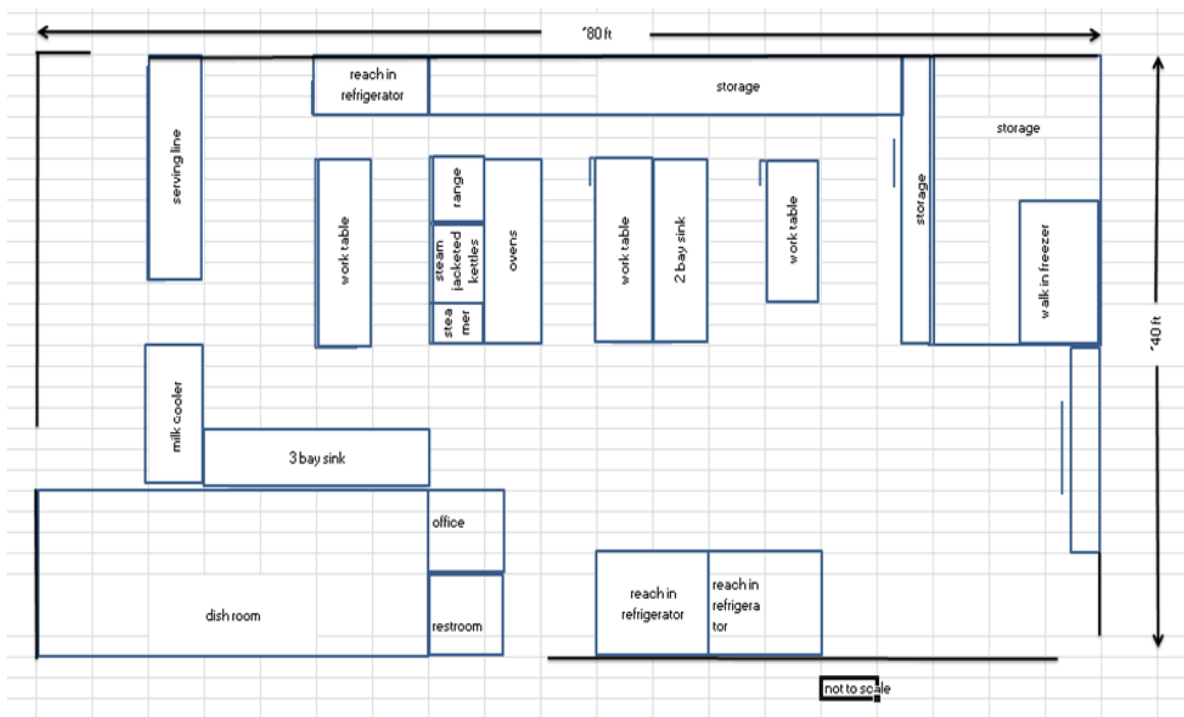 ~80 ft
reach in
refrigerator
storage
storage
serving line
work table
range
steam
jacketed
kettles
stea
mer
ovens
work table
2 bay sink
work table
storage
walk in freezer
~40 ft
milk cooler
3 bay sink
office
dish room
restroom
reach in
refrigerator
reach in
refrigera
tor
not to scale